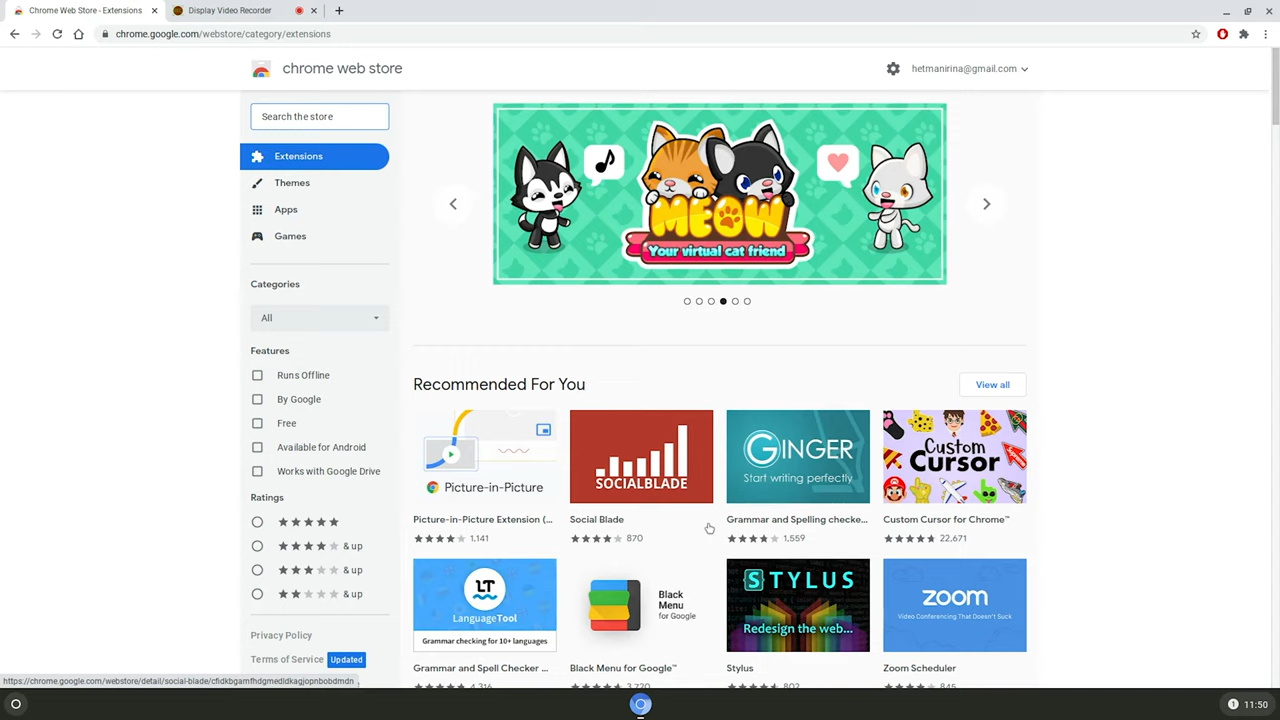 Chrome Web Store - Extensions
Display Video Recorder
chrome.google.com/webstore/category/extensions
chrome web store
hetmanirina@gmail.com
Search the store
Extensions
Themes
Apps
Games
Categories
All
Features
Runs Offline
By Google
Free
Available for Android
Works with Google Drive
Ratings
& up
& up
& up
Privacy Policy
Terms of Service Updated
MEOW
Your virtual cat friend
Recommended For You
View all
Picture-in-Picture
SOCIALBLADE
GINGER
Start writing perfectly
Custom
Cursor
Picture-in-Picture Extension (...
Social Blade
Grammar and Spelling checke...
Custom Cursor for Chrome™
1,141
870
1,559
22,671
LT
LanguageTool
Grammar checking for 10+ languages
Black
Menu
for Google
S STYLUS
Redesign the web...
zoom
Video Conferencing That Doesn't Suck
Grammar and Spell Checker ...
Black Menu for Google™
Stylus
Zoom Scheduler
4,316
3,720
802
845
https://chrome.google.com/webstore/detail/social-blade/cfidkbgamfhdgmedldkagjopnbobdmdn
1
11:50